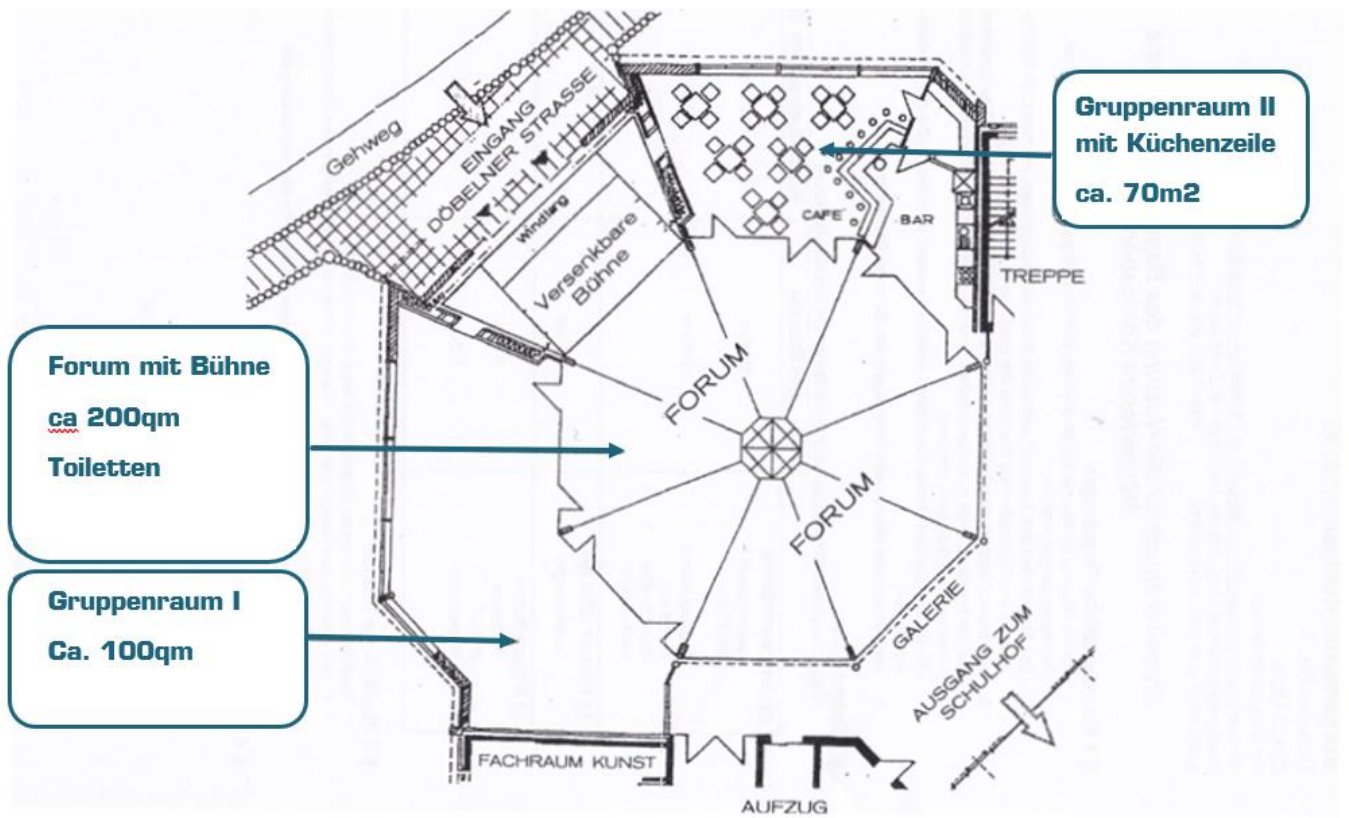 Gehweg
EINGANG
DÖBELNER STRASSE
Windfang
Versenkbare
Bühne
CAFE
BAR
TREPPE
Gruppenraum II
mit Küchenzeile
ca. 70m2
Forum mit Bühne
ca 200qm
Toiletten
FORUM
FORUM
Gruppenraum I
Ca. 100qm
GALERIE
AUSGANG ZUM
SCHULHOF
FACHRAUM KUNST
AUFZUG